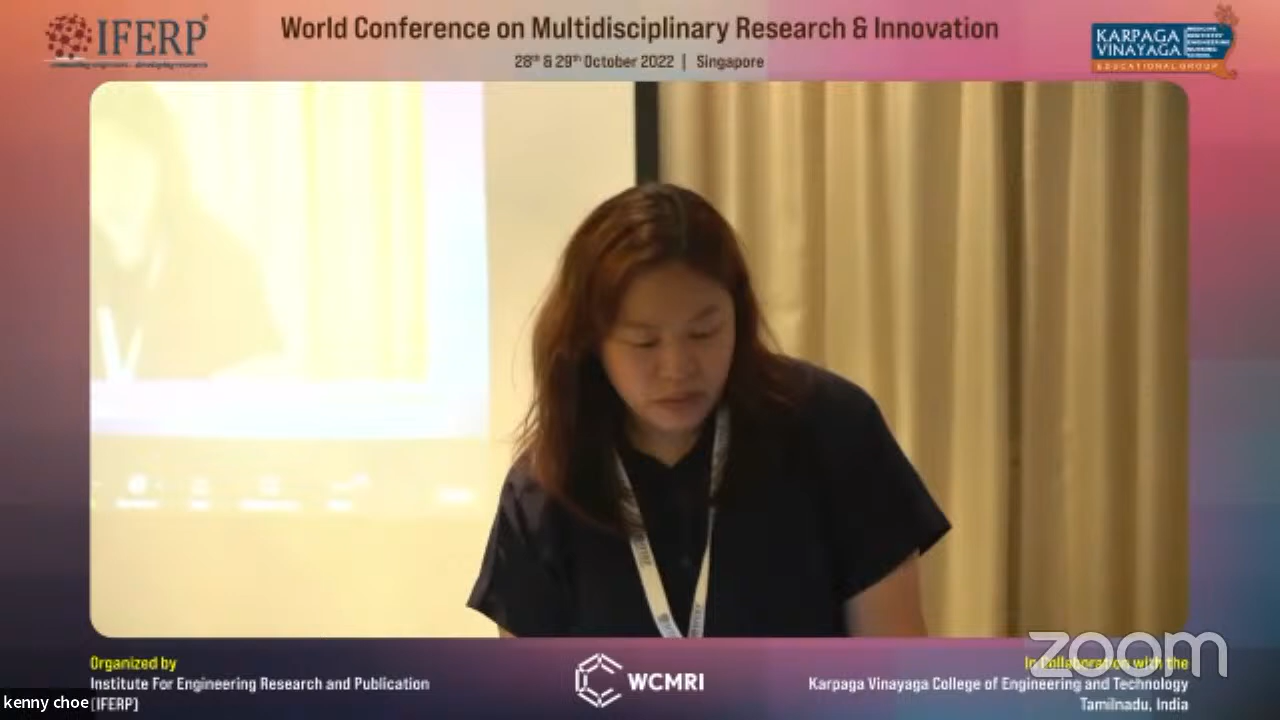 IFERP
World Conference on Multidisciplinary Research & Innovation
28th & 29th October 2022 | Singapore
KARPAGA
VINAYAGA
EDUCATIONAL GROUP
zoom
Organized by
Institute For Engineering Research and Publication
[IFERP]
WCMRI
In Collaboration with the
Karpaga Vinayaga College of Engineering and Technology
Tamilnadu, India
kenny choe